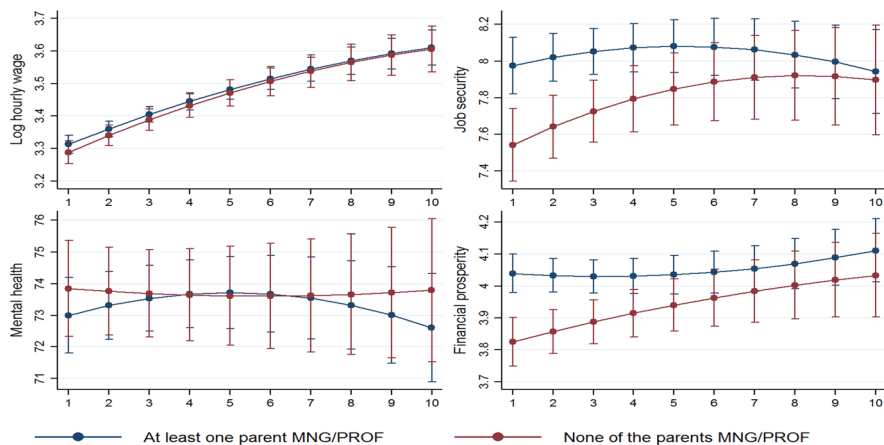 Log hourly wage
3.7
3.6
3.5
3.4
3.3
3.2
1 2 3 4 5 6 7 8 9 10
Job security
8.2
8
7.8
7.6
7.4
1 2 3 4 5 6 7 8 9 10
Mental health
76
75
74
73
72
71
1 2 3 4 5 6 7 8 9 10
Financial prosperity
4.2
4.1
4
3.9
3.8
3.7
1 2 3 4 5 6 7 8 9 10
At least one parent MNG/PROF
None of the parents MNG/PROF